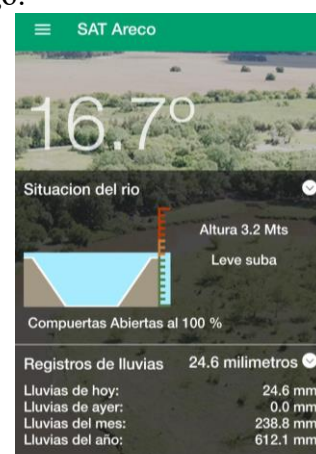 go.
SAT Areco
16.7º
Situacion del rio
Altura 3.2 Mts
Leve suba
Compuertas Abiertas al 100 %
Registros de lluvias 24.6 milimetros
Lluvias de hoy: 24.6 mm
Lluvias de ayer: 0.0 mm
Lluvias del mes: 238.8 mm
Lluvias del año: 612.1 mm